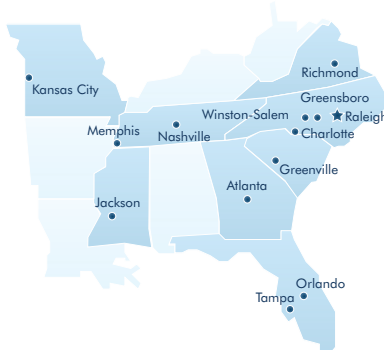 Richmond
Kansas City
Greensboro
Winston-Salem
Raleigh
Memphis
Nashville
Charlotte
Greenville
Atlanta
Jackson
Orlando
Tampa